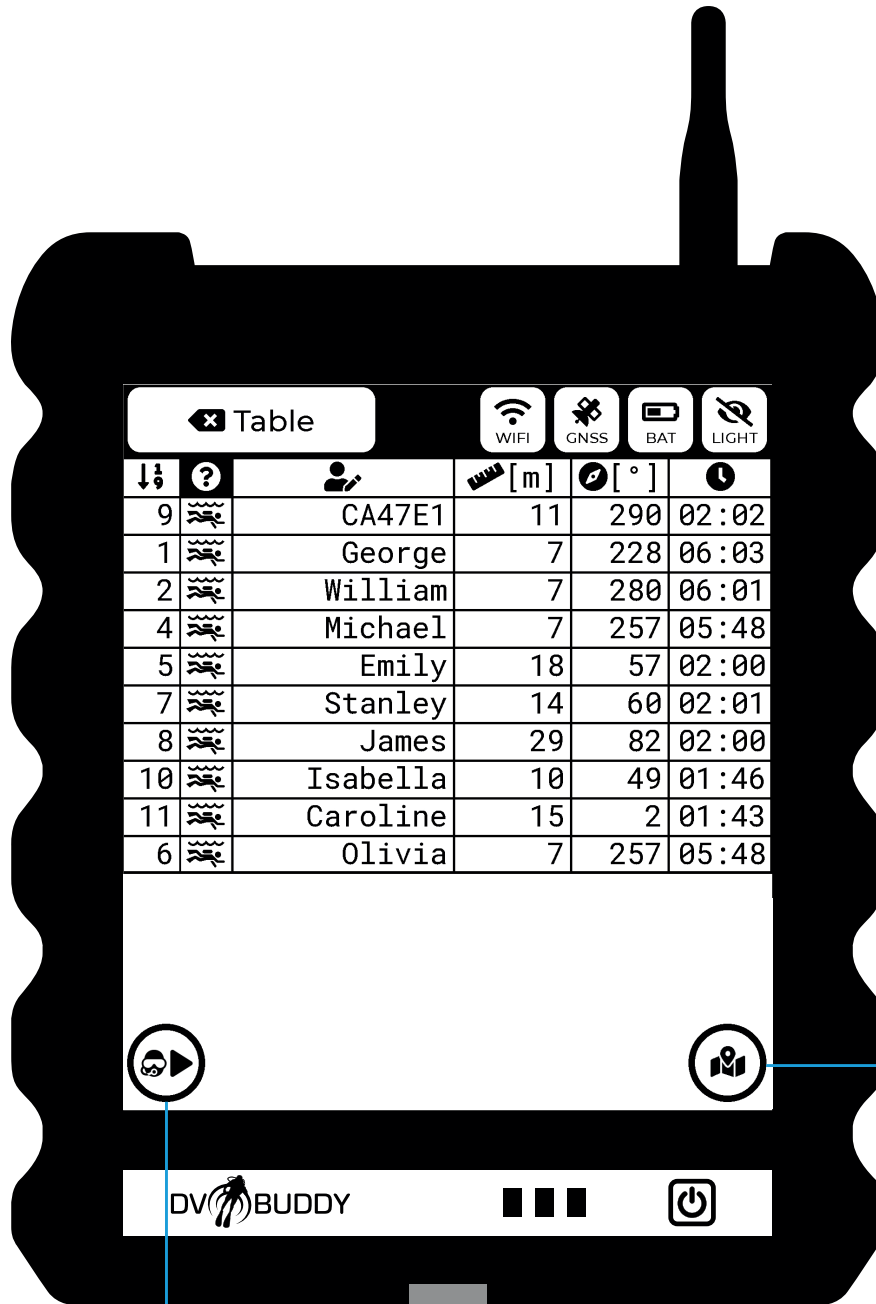 Table
WIFI GNSS BAT LIGHT
1 9 ? [m] [°]
9 CA47E1 11 290 02:02
1 George 7 228 06:03
2 William 7 280 06:01
4 Michael 7 257 05:48
5 Emily 18 57 02:00
7 Stanley 14 60 02:01
8 James 29 82 02:00
10 Isabella 10 49 01:46
11 Caroline 15 2 01:43
6 Olivia 7 257 05:48
DV BUDDY